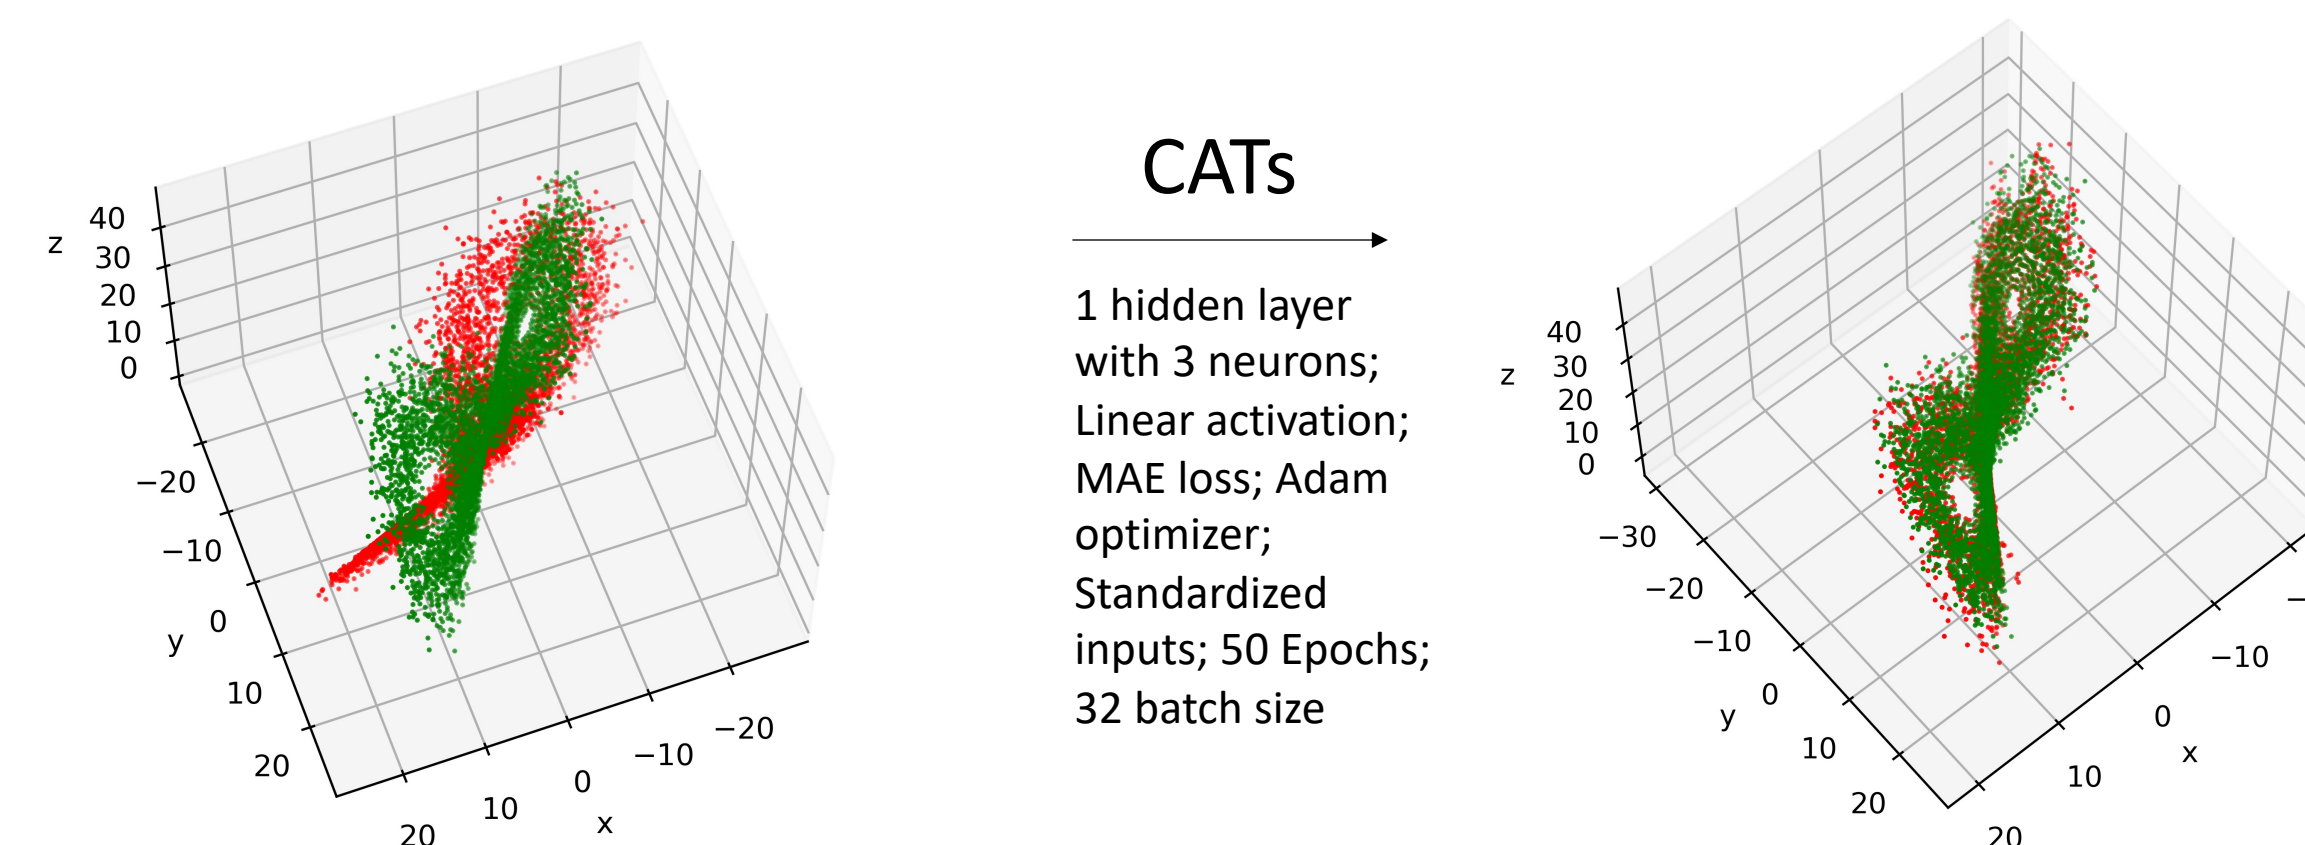 40
z
30
20
10
0
−20
−10
0
y
10
20
−20
−10
0
10
x
20
CATs
1 hidden layer
with 3 neurons;
Linear activation;
MAE loss; Adam
optimizer;
Standardized
inputs; 50 Epochs;
32 batch size
40
z
30
20
10
0
−30
−20
−10
0
y
10
20
−
−10
0
x
10
20